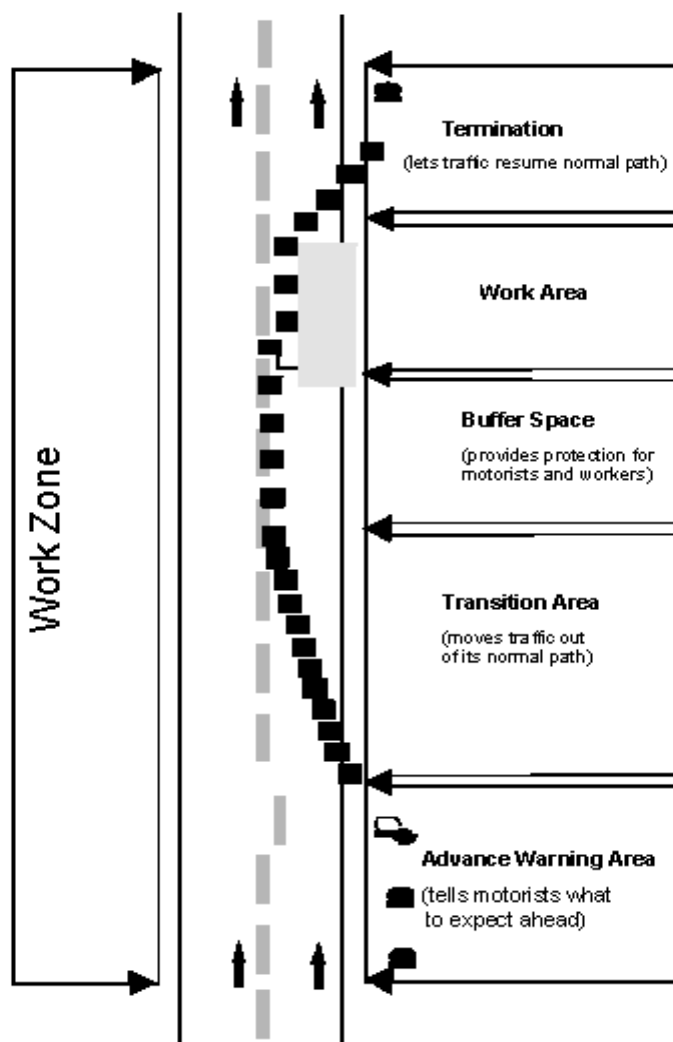 Termination
(lets traffic resume normal path)
Work Area
Buffer Space
(provides protection for
motorists and workers)
Work Zone
Transition Area
(moves traffic out
of its normal path)
Advance Warning Area
(tells motorists what
to expect ahead)